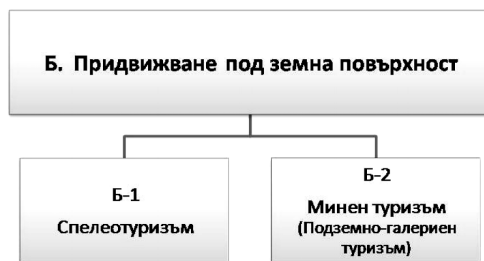 Б. Придвижване под земна повърхност
Б-1
Спелеотуризъм
Б-2
Минен туризъм
(Подземно-галериен
туризъм)